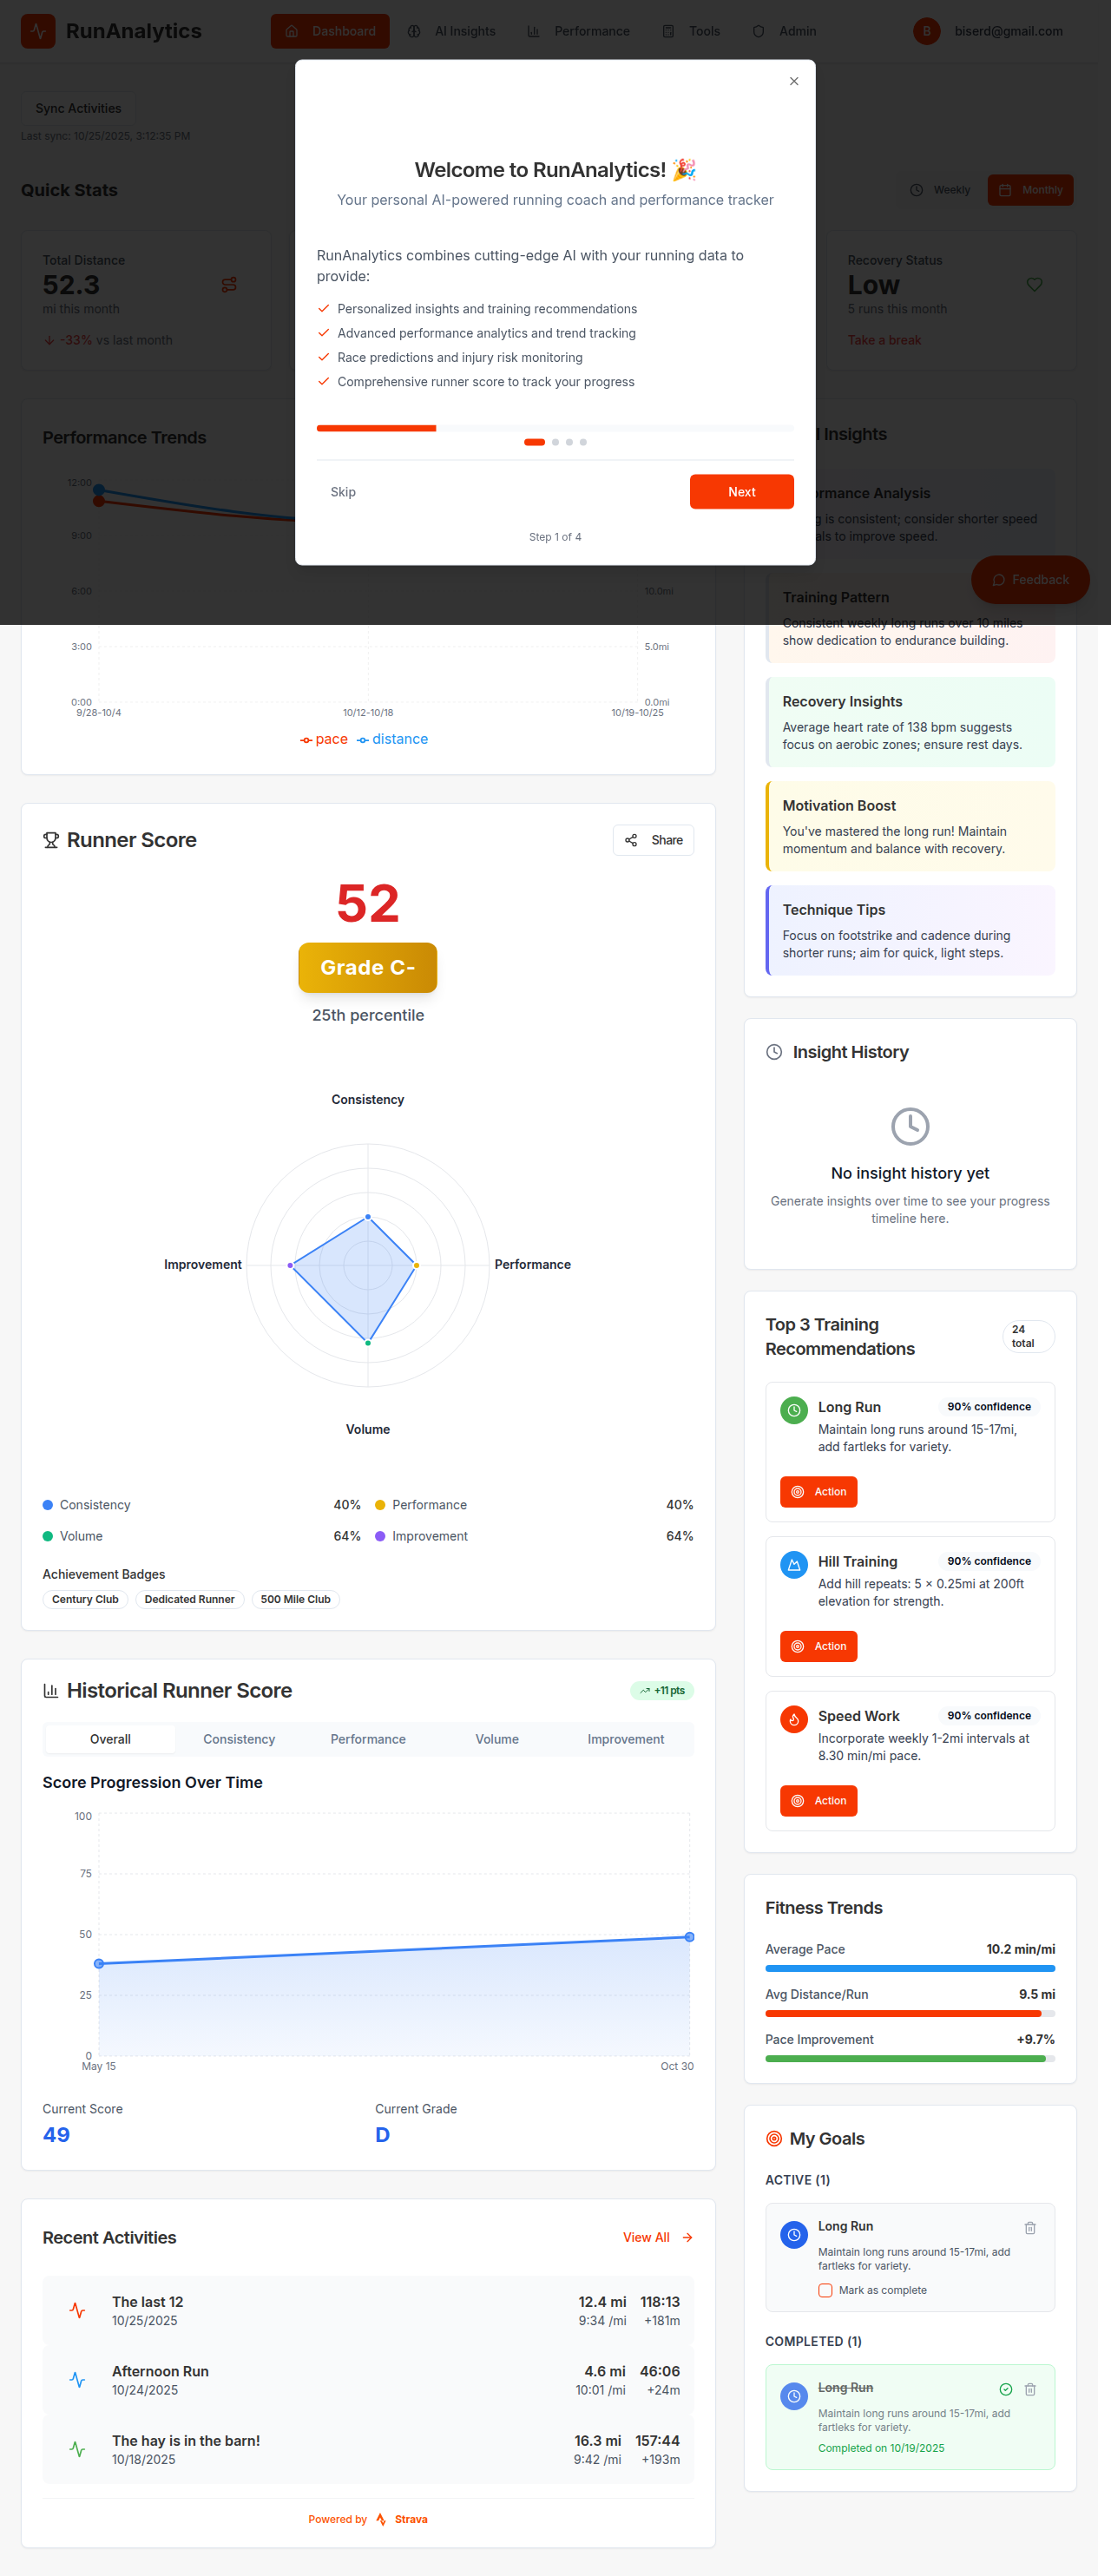 RunAnalytics
Dashboard
AI Insights
Performance
Tools
Admin
B
biserd@gmail.com
Sync Activities
Last sync: 10/25/2025, 3:12:35 PM
Quick Stats
Weekly
Monthly
Total Distance
52.3
mi this month
-33% vs last month
Recovery Status
Low
5 runs this month
Take a break
Welcome to RunAnalytics! 🎉
Your personal AI-powered running coach and performance tracker
RunAnalytics combines cutting-edge AI with your running data to
provide:
Personalized insights and training recommendations
Advanced performance analytics and trend tracking
Race predictions and injury risk monitoring
Comprehensive runner score to track your progress
Skip
Next
Step 1 of 4
Performance Trends
12:00
9:00
6:00
3:00
0:00
10.0mi
5.0mi
0.0mi
9/28-10/4
10/12-10/18
10/19-10/25
pace
distance
Insights
Analysis
is consistent; consider shorter speed
to improve speed.
Feedback
Training Pattern
Consistent weekly long runs over 10 miles
show dedication to endurance building.
Recovery Insights
Average heart rate of 138 bpm suggests
focus on aerobic zones; ensure rest days.
Motivation Boost
You've mastered the long run! Maintain
momentum and balance with recovery.
Technique Tips
Focus on footstrike and cadence during
shorter runs; aim for quick, light steps.
Runner Score
Share
52
Grade C-
25th percentile
Consistency
Improvement
Performance
Volume
Consistency
40%
Performance
40%
Volume
64%
Improvement
64%
Achievement Badges
Century Club
Dedicated Runner
500 Mile Club
Insight History
No insight history yet
Generate insights over time to see your progress
timeline here.
Top 3 Training
Recommendations
24
total
Long Run
90% confidence
Maintain long runs around 15-17mi,
add fartleks for variety.
Action
Hill Training
90% confidence
Add hill repeats: 5 × 0.25mi at 200ft
elevation for strength.
Action
Speed Work
90% confidence
Incorporate weekly 1-2mi intervals at
8.30 min/mi pace.
Action
Historical Runner Score
+11 pts
Overall
Consistency
Performance
Volume
Improvement
Score Progression Over Time
100
75
50
25
0
May 15
Oct 30
Current Score
49
Current Grade
D
Fitness Trends
Average Pace
10.2 min/mi
Avg Distance/Run
9.5 mi
Pace Improvement
+9.7%
My Goals
ACTIVE (1)
Long Run
Maintain long runs around 15-17mi, add
fartleks for variety.
Mark as complete
COMPLETED (1)
Long Run
Maintain long runs around 15-17mi, add
fartleks for variety.
Completed on 10/19/2025
Recent Activities
View All
The last 12
10/25/2025
12.4 mi
118:13
9:34 /mi
+181m
Afternoon Run
10/24/2025
4.6 mi
46:06
10:01 /mi
+24m
The hay is in the barn!
10/18/2025
16.3 mi
157:44
9:42 /mi
+193m
Powered by
Strava